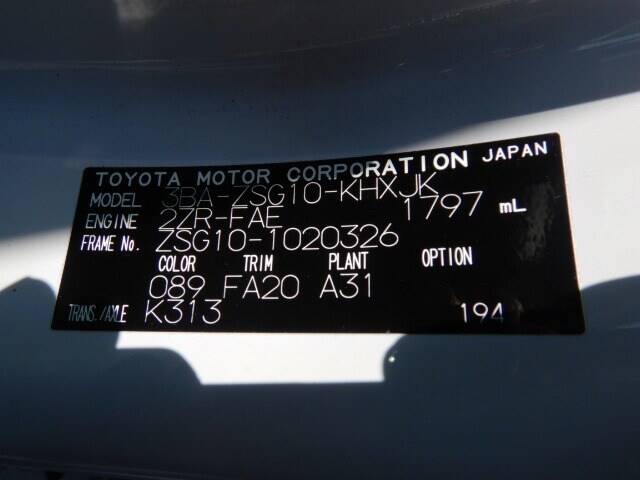 TOYOTA MOTOR CORPORATION JAPAN
MODEL 3BA-ZSG10-KHXJK
ENGINE 2ZR-FAE 1797 mL
FRAME No. ZSG10-1020326
COLOR TRIM PLANT OPTION
089 FA20 A31
TRANS./AXLE K313 194